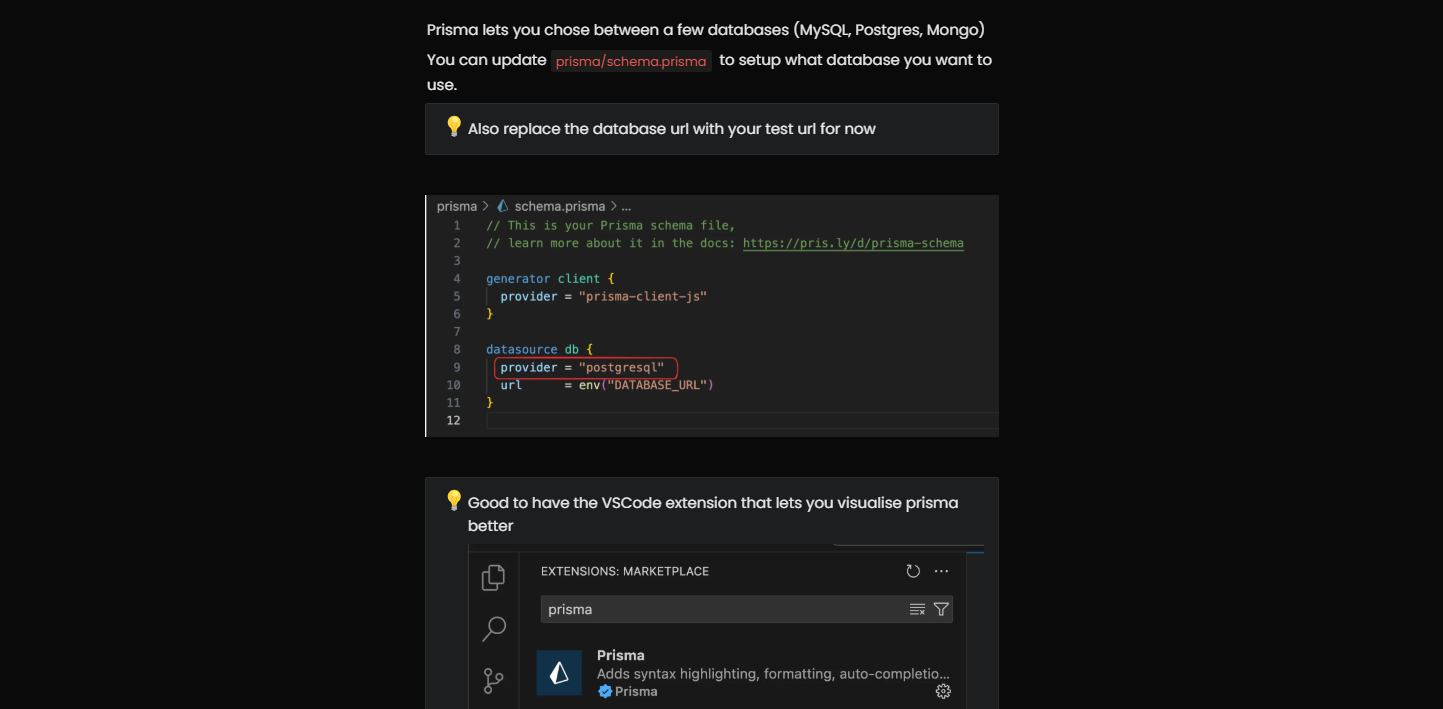 Prisma lets you chose between a few databases (MySQL, Postgres, Mongo)
You can update prisma/schema.prisma to setup what database you want to
use.
💡 Also replace the database url with your test url for now
prisma > schema.prisma > ...
1 // This is your Prisma schema file,
2 // learn more about it in the docs: https://pris.ly/d/prisma-schema
3
4 generator client {
5 provider = "prisma-client-js"
6 }
7
8 datasource db {
9 provider = "postgresql"
10 url = env("DATABASE_URL")
11 }
12
💡 Good to have the VSCode extension that lets you visualise prisma
better
EXTENSIONS: MARKETPLACE
prisma
Prisma
Adds syntax highlighting, formatting, auto-completio...
Prisma